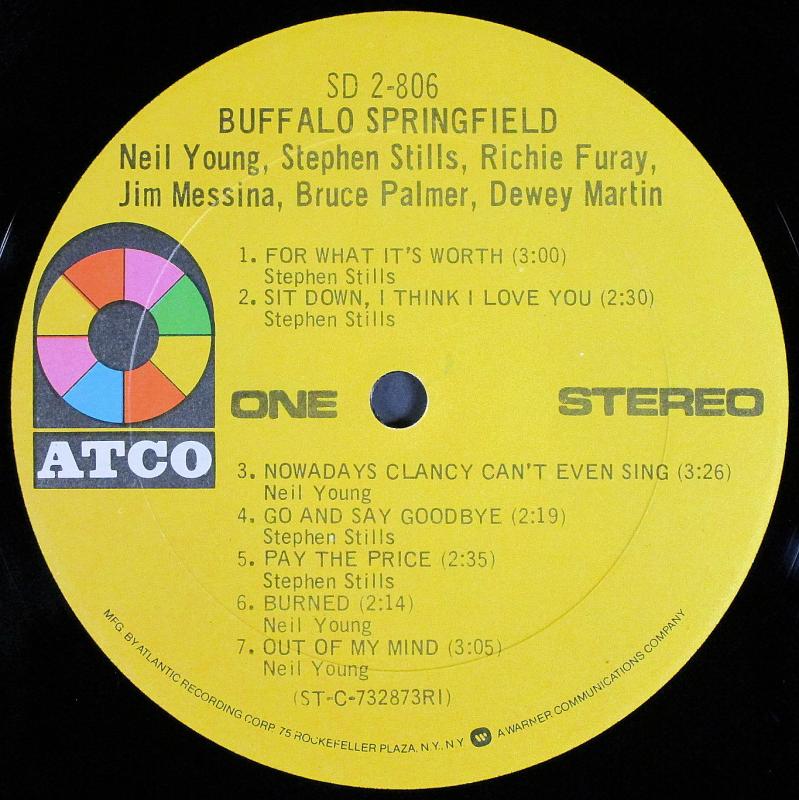 SD 2-806
BUFFALO SPRINGFIELD
Neil Young, Stephen Stills, Richie Furay,
Jim Messina, Bruce Palmer, Dewey Martin
1. FOR WHAT IT'S WORTH (3:00)
Stephen Stills
2. SIT DOWN, I THINK I LOVE YOU (2:30)
Stephen Stills
ATCO
ONE
STEREO
3. NOWADAYS CLANCY CAN'T EVEN SING (3:26)
Neil Young
4. GO AND SAY GOODBYE (2:19)
Stephen Stills
5. PAY THE PRICE (2:35)
Stephen Stills
6. BURNED (2:14)
Neil Young
7. OUT OF MY MIND (3:05)
Neil Young
(ST-C-732873RI)
MFG. BY ATLANTIC RECORDING CORP. 75 ROCKEFELLER PLAZA, N.Y., N.Y. A WARNER COMMUNICATIONS COMPANY